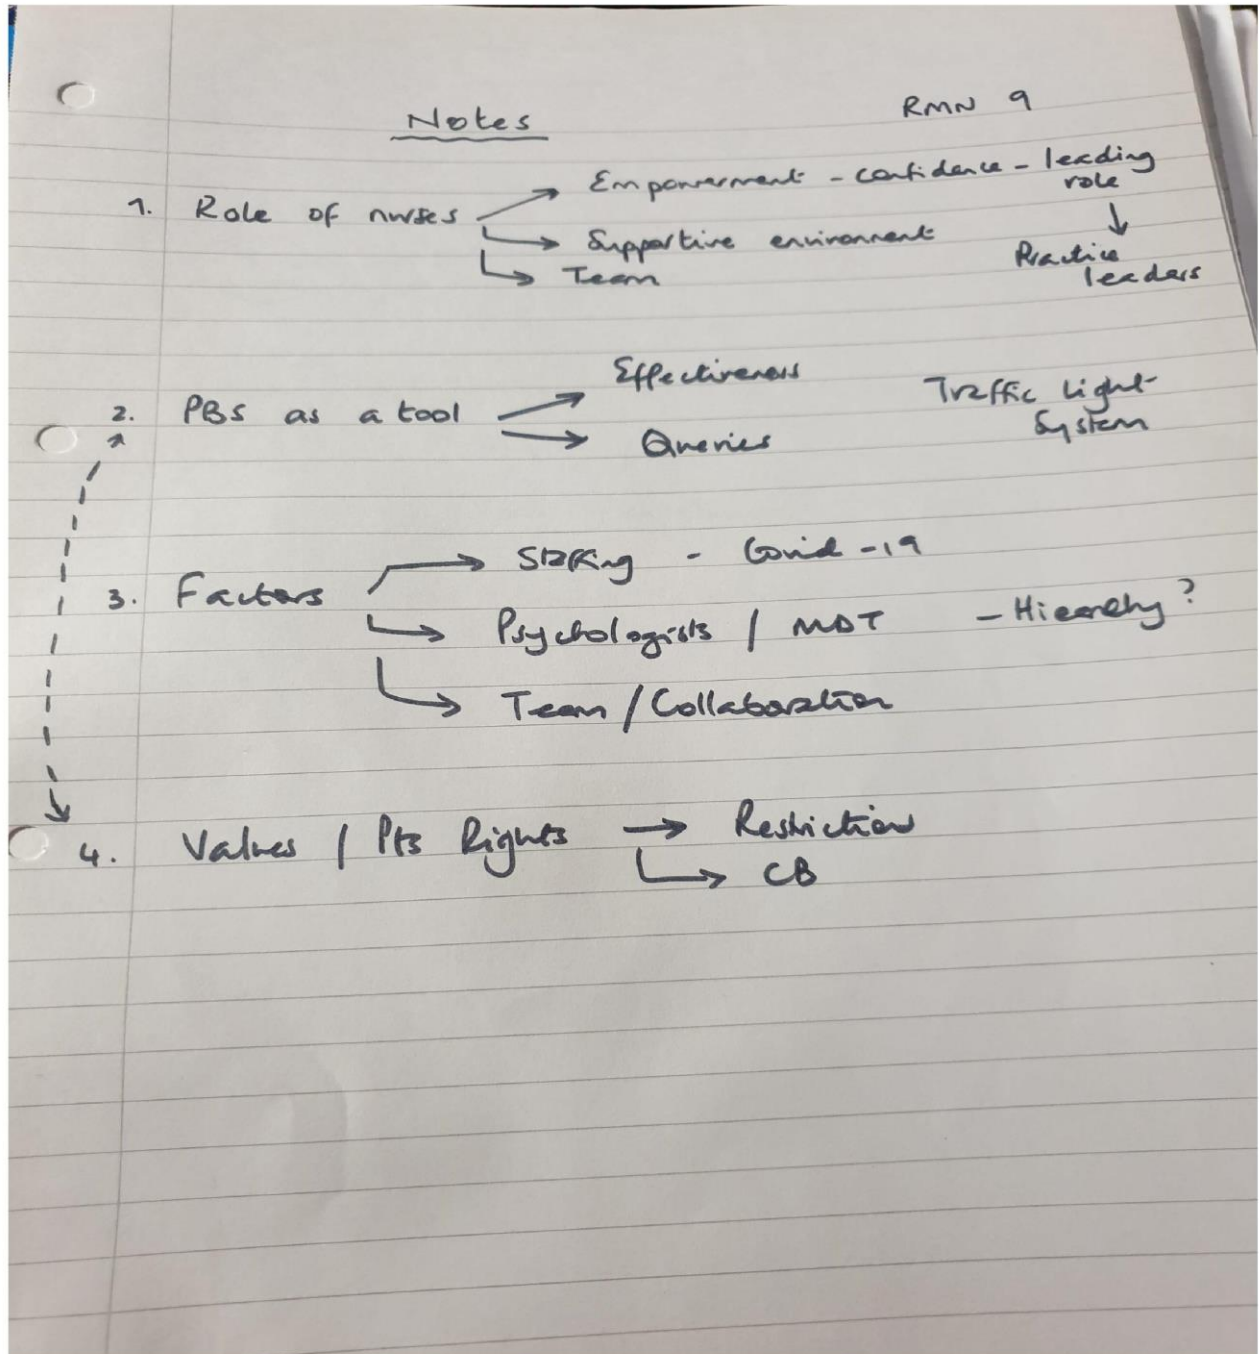 Notes
RMN 9
1. Role of nurses → Empowerment - confidence - leading
role
→ Supportive environment
Practice
→ Team
leaders
Effectiveness
2. PBS as a tool
Traffic Light
System
Queries
Staffing - Covid-19
3. Factors
Psychologists / MDT - Hierarchy?
Team / Collaboration
4. Values / Pts Rights → Restriction
→ CB